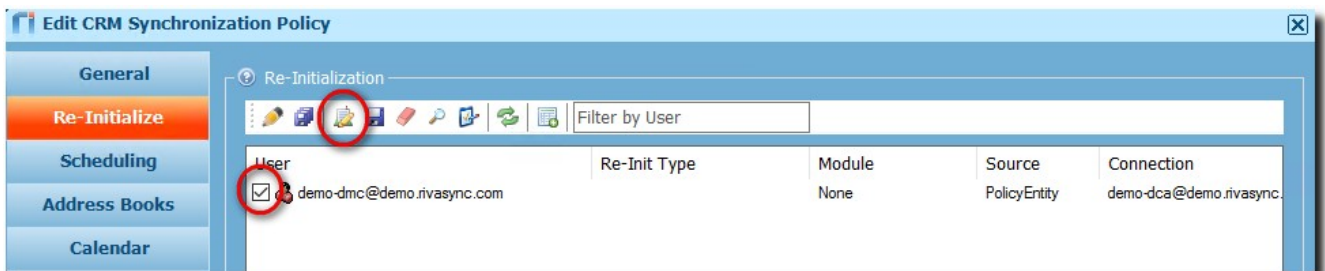 Edit CRM Synchronization Policy
General
Re-Initialization
Re-Initialize
Filter by User
Scheduling
User Re-Init Type Module Source Connection
demo-dmc@demo.rivasync.com None PolicyEntity demo-dca@demo.rivasync.
Address Books
Calendar